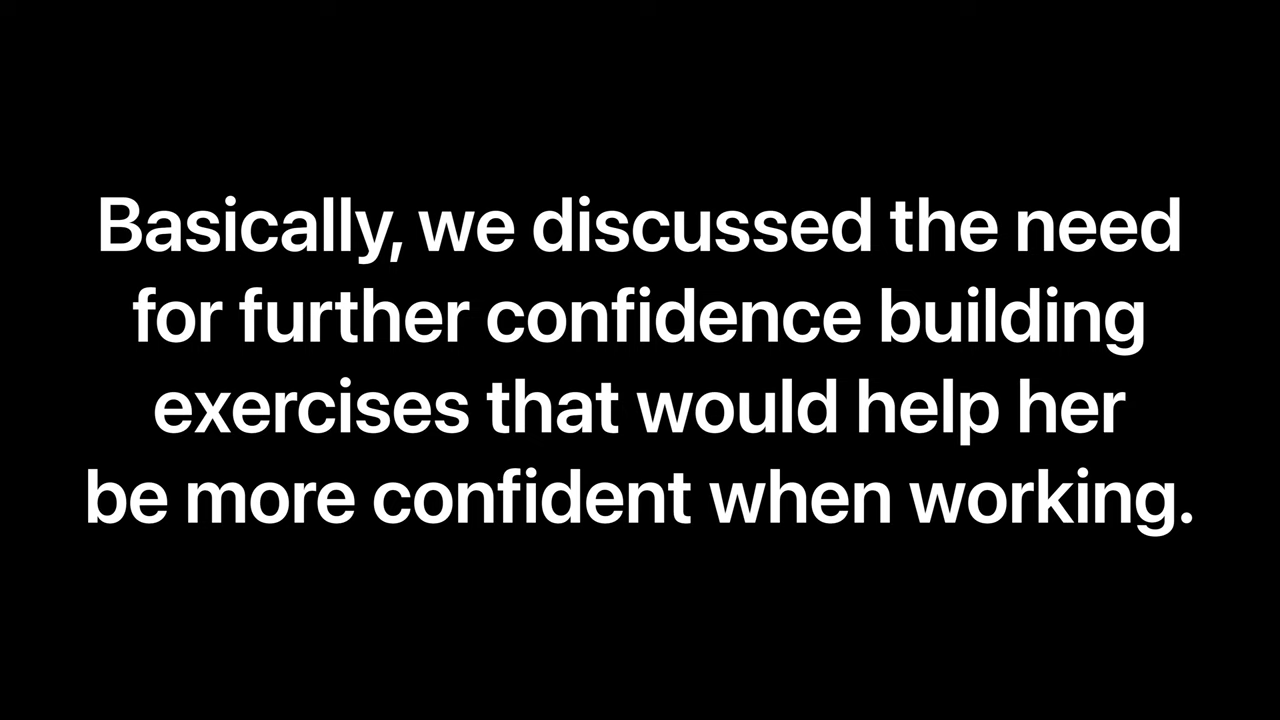 Basically, we discussed the need
for further confidence building
exercises that would help her
be more confident when working.